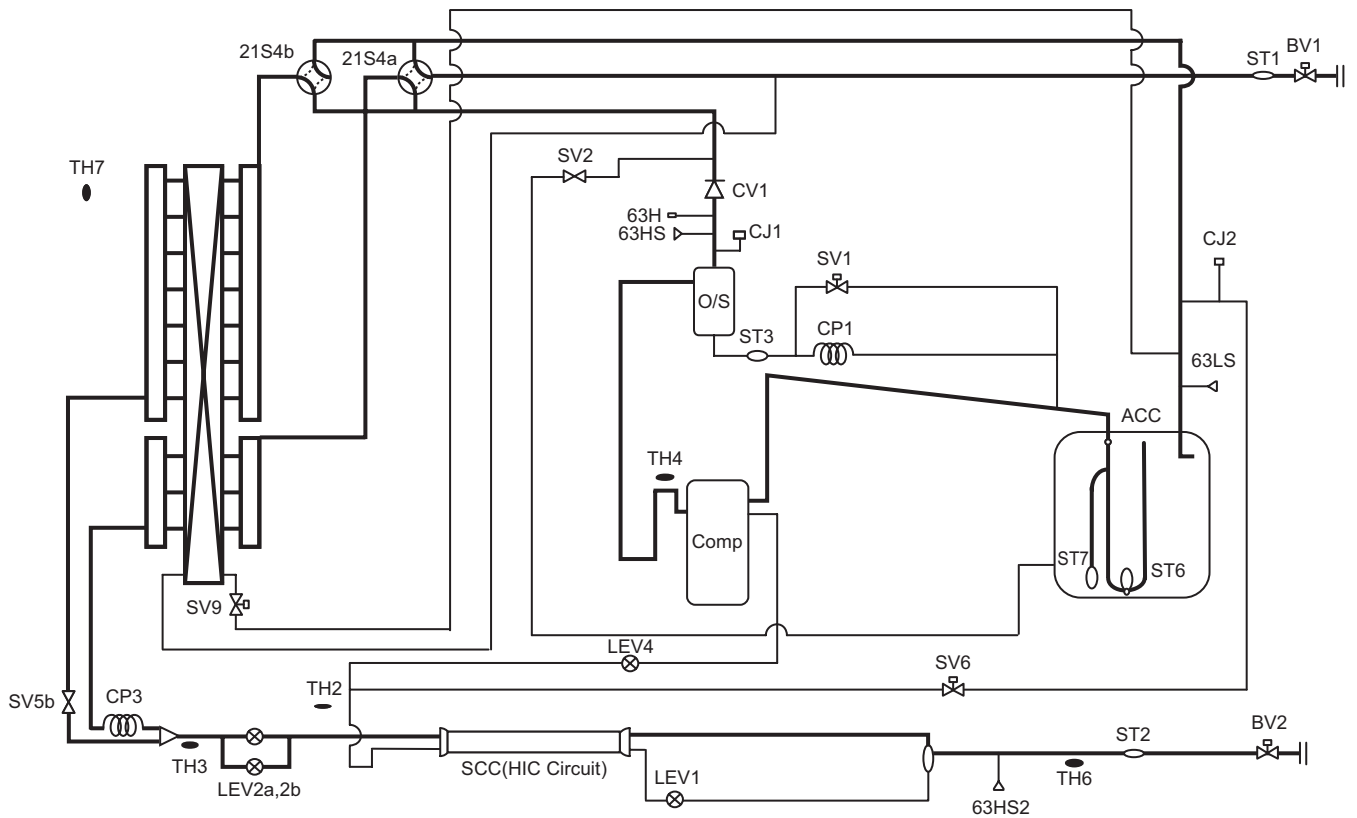 21S4b
21S4a
ST1
BV1
TH7
SV2
CV1
63H
63HS
CJ1
CJ2
SV1
O/S
ST3
CP1
63LS
ACC
TH4
Comp
ST7
ST6
SV9
LEV4
SV6
TH2
SV5b
CP3
TH3
LEV2a,2b
SCC(HIC Circuit)
LEV1
ST2
BV2
TH6
63HS2